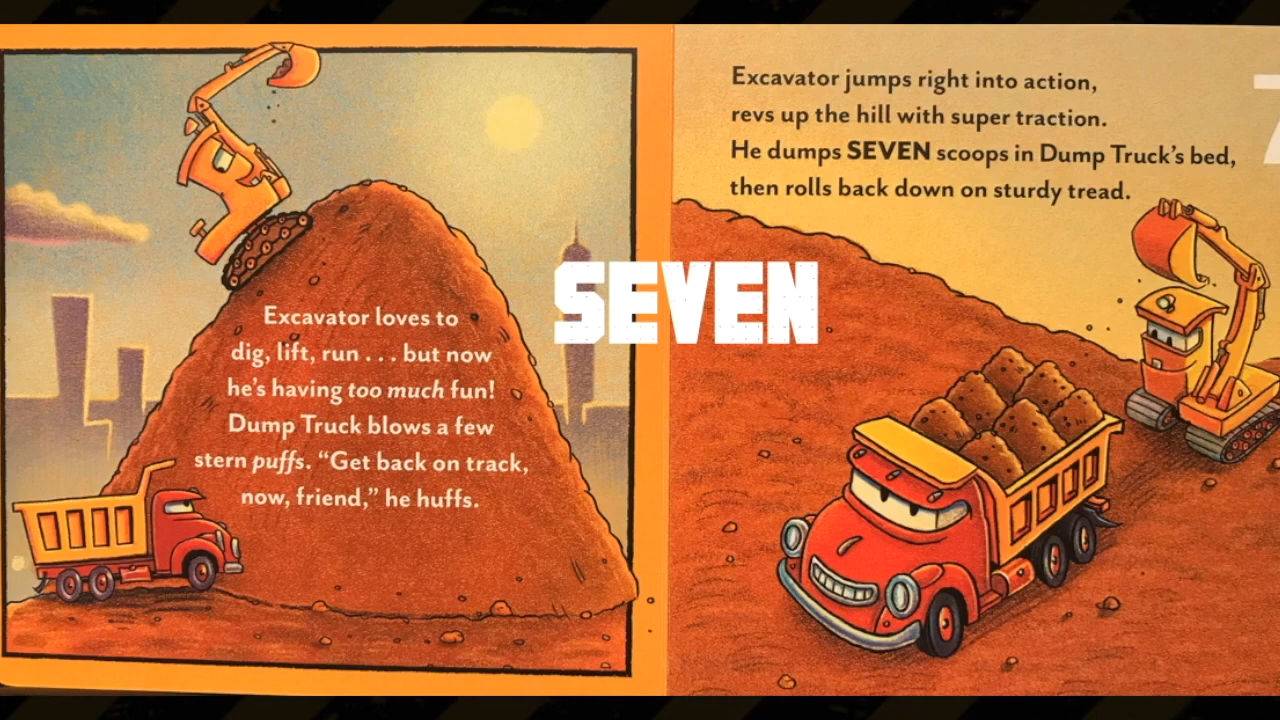 Excavator loves to
dig, lift, run . . . but now
he's having too much fun!
Dump Truck blows a few
stern puffs. “Get back on track,
now, friend,” he huffs.
SEVEN
Excavator jumps right into action,
revs up the hill with super traction.
He dumps SEVEN scoops in Dump Truck's bed,
then rolls back down on sturdy tread.
7